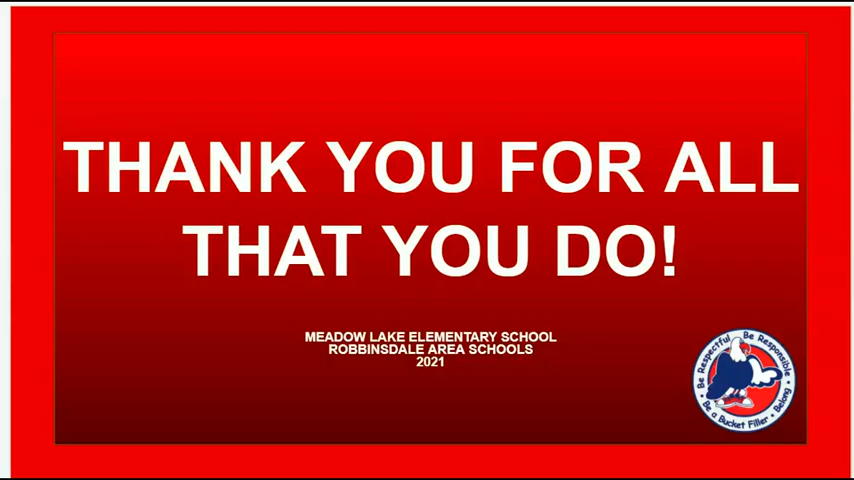 THANK YOU FOR ALL
THAT YOU DO!
MEADOW LAKE ELEMENTARY SCHOOL
ROBBINSDALE AREA SCHOOLS
2021
Be Respectful • Be Responsible • Belong • Be a Bucket Filler •